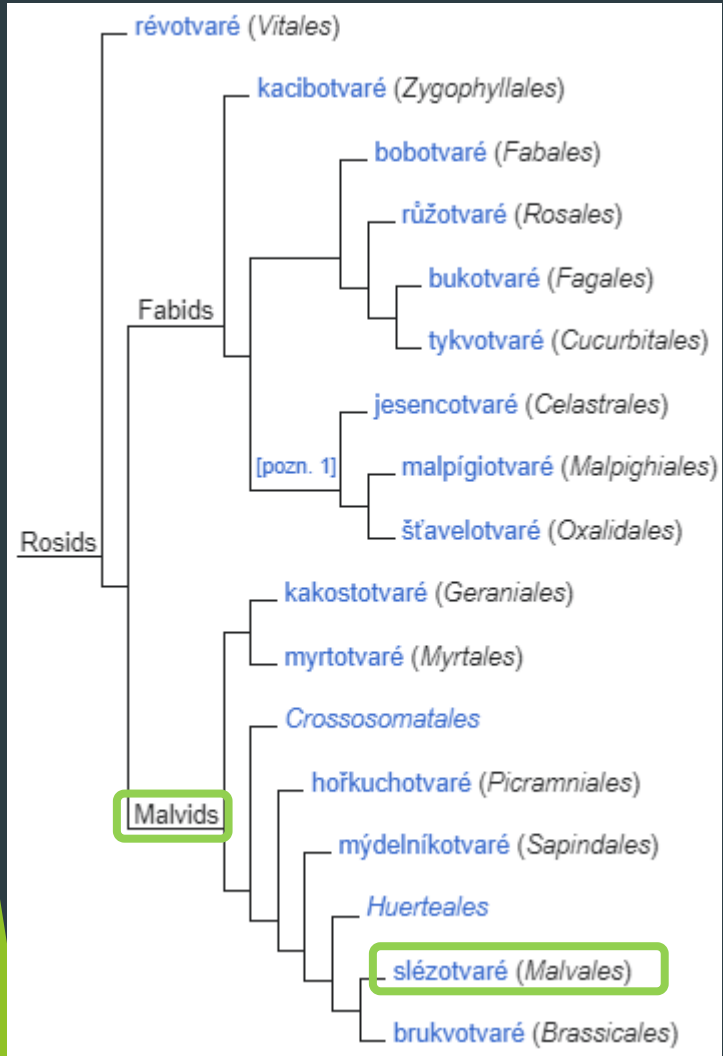 révotvaré (Vitales)
kacibotvaré (Zygophyllales)
bobotvaré (Fabales)
růžotvaré (Rosales)
bukotvaré (Fagales)
Fabids
tykvotvaré (Cucurbitales)
jesencotvaré (Celastrales)
[pozn. 1]
malpígiotvaré (Malpighiales)
šťavelotvaré (Oxalidales)
Rosids
kakostotvaré (Geraniales)
myrtotvaré (Myrtales)
Crossosomatales
hořkuchotvaré (Picramniales)
Malvids
mýdelníkotvaré (Sapindales)
Huerteales
slézotvaré (Malvales)
brukvotvaré (Brassicales)